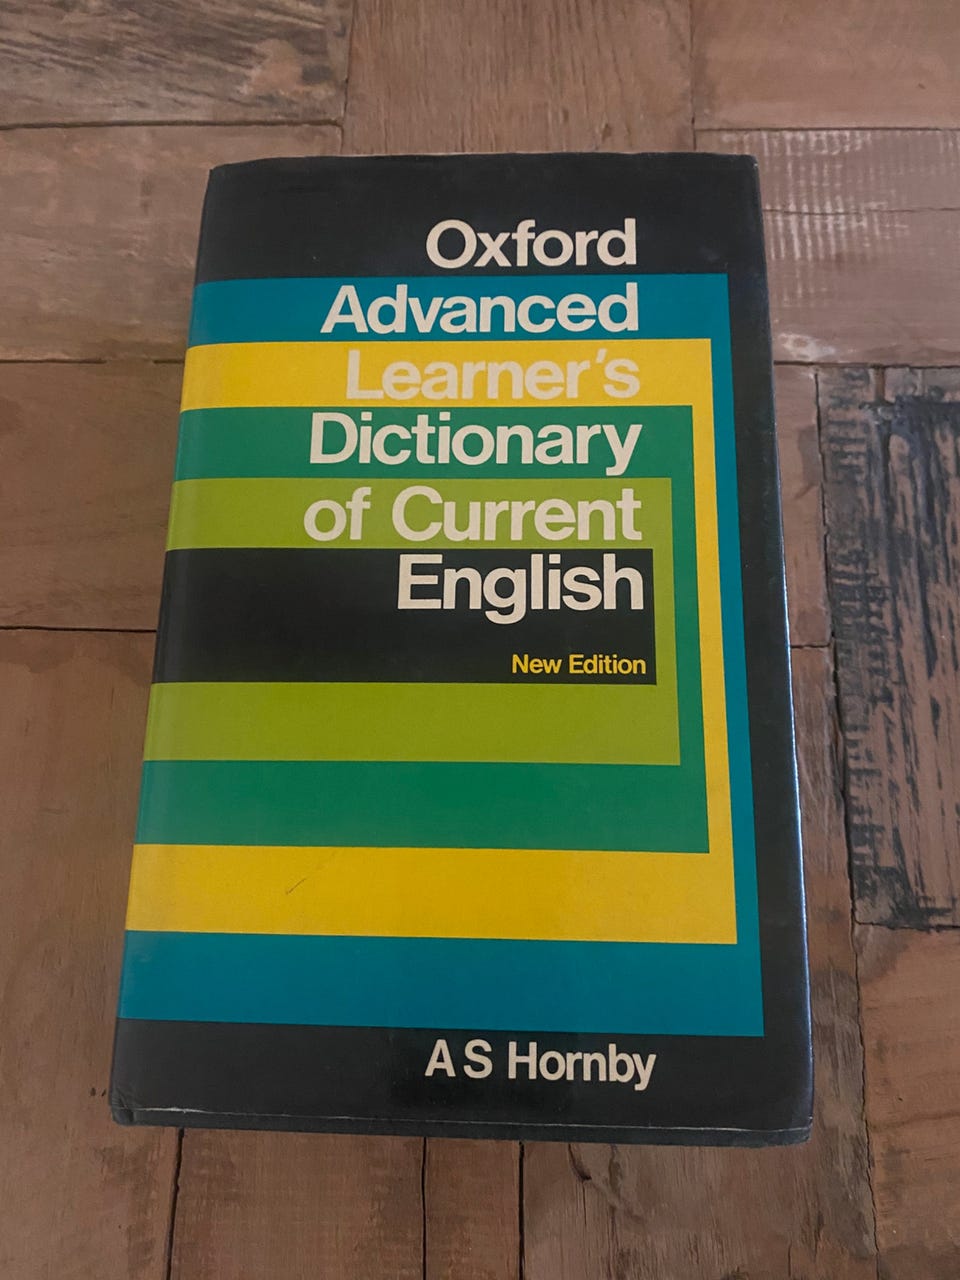 Oxford
Advanced
Learner's
Dictionary
of Current
English
New Edition
A S Hornby